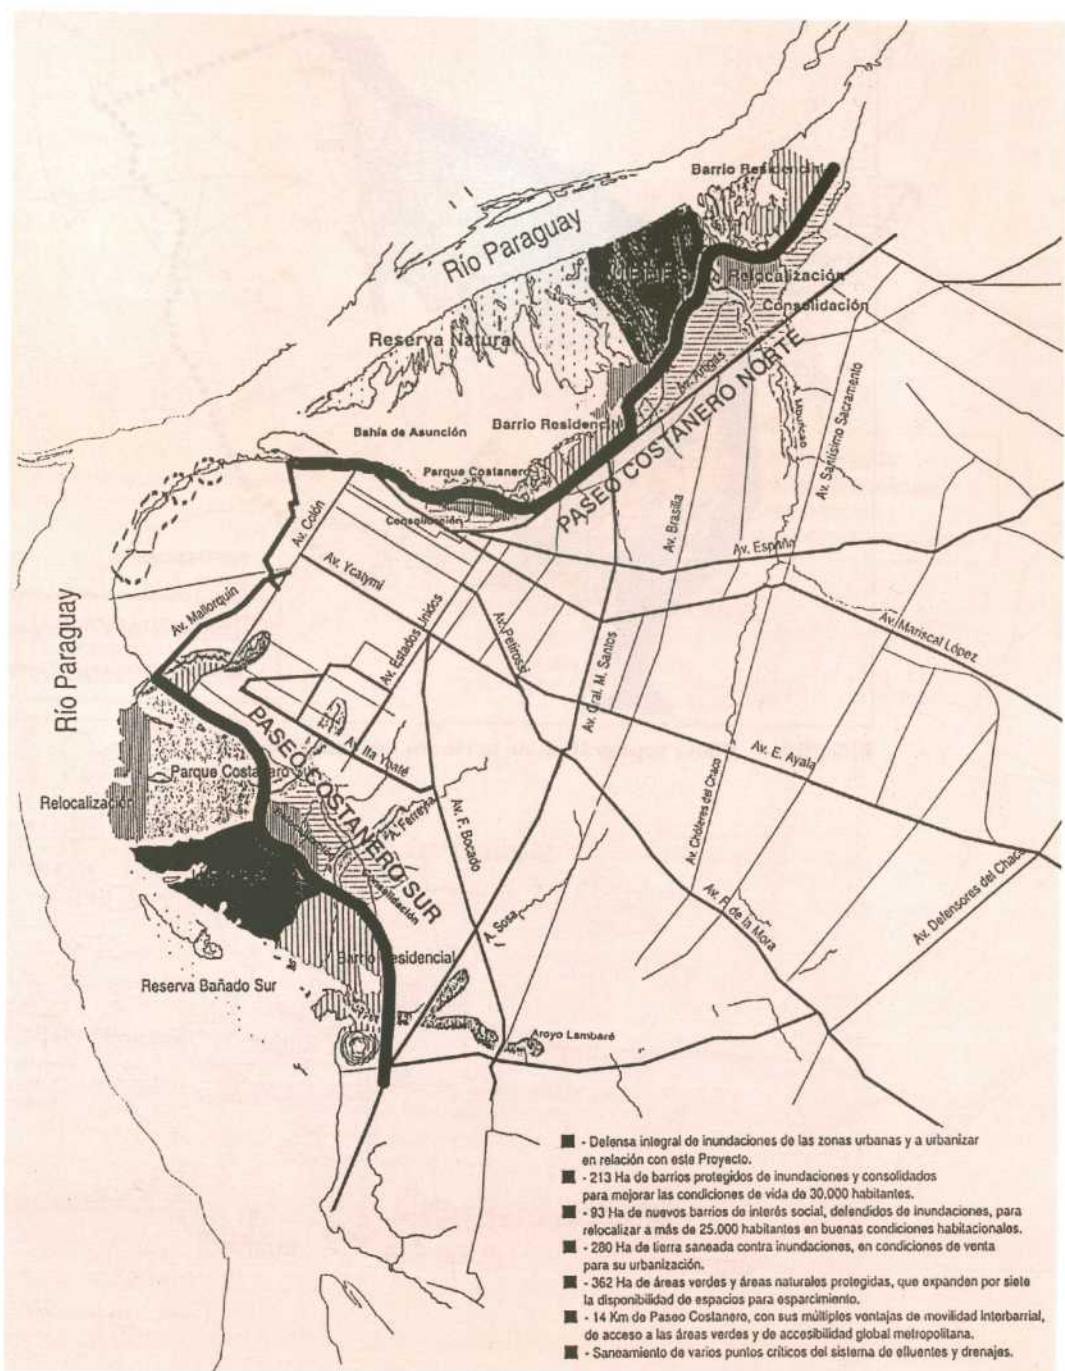 Barrio Residencial
Río Paraguay
Relocalización
Consolidación
Reserva Natural
Av. Artigas
PASEO COSTANERO NORTE
Barrio Residencial
Bahía de Asunción
Parque Costanero
Consolidación
Mburicao
Av. Santísimo Sacramento
Av. Brasilia
Av. España
Av. Colón
Av. Ycatymi
Av. Mallorquín
Av. Estados Unidos
Av. Petirossi
Av. Gral. M. Santos
Av. Mariscal López
Río Paraguay
PASEO COSTANERO SUR
Av. Ita Ybaté
Av. E. Ayala
Parque Costanero Sur
Relocalización
Relocalización
Consolidación
A. Ferreyra
Av. F. Bocado
Av. Chóferes del Chaco
Av. Defensores del Chaco
Av. F. de la Mora
A. Sosa
Barrio Residencial
Reserva Bañado Sur
Aroyo Lambaré
- Defensa integral de inundaciones de las zonas urbanas y a urbanizar
en relación con este Proyecto.
- 213 Ha de barrios protegidos de inundaciones y consolidados
para mejorar las condiciones de vida de 30.000 habitantes.
- 93 Ha de nuevos barrios de interés social, defendidos de inundaciones, para
relocalizar a más de 25.000 habitantes en buenas condiciones habitacionales.
- 280 Ha de tierra saneada contra inundaciones, en condiciones de venta
para su urbanización.
- 362 Ha de áreas verdes y áreas naturales protegidas, que expanden por siete
la disponibilidad de espacios para esparcimiento.
- 14 Km de Paseo Costanero, con sus múltiples ventajas de movilidad interbarrial,
de acceso a las áreas verdes y de accesibilidad global metropolitana.
- Saneamiento de varios puntos críticos del sistema de efluentes y drenajes.